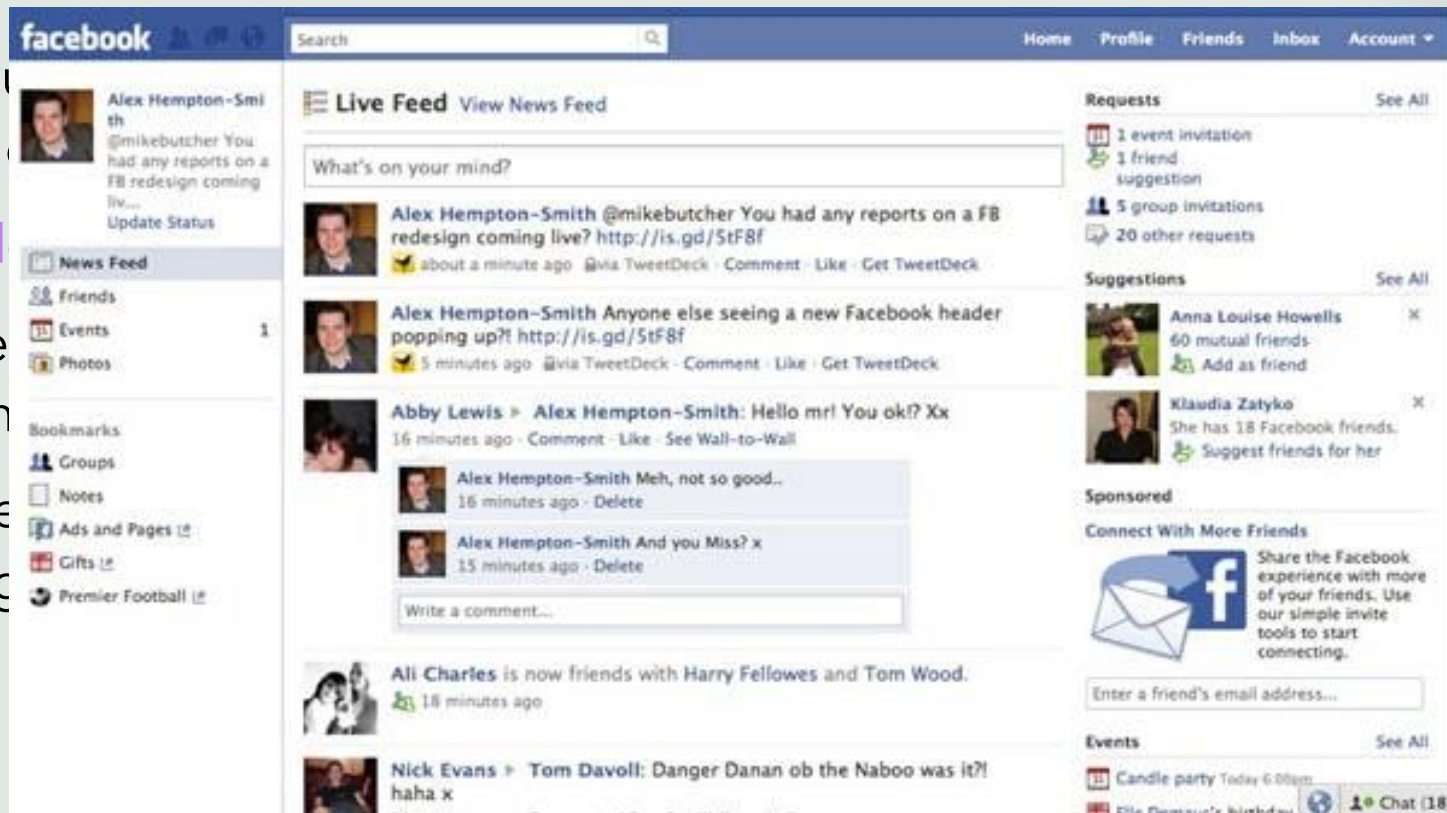 facebook
Search
Home Profile Friends Inbox Account
Alex Hempton-Smi
th
@mikebutcher You
had any reports on a
FB redesign coming
liv...
Update Status
News Feed
Friends
Events 1
Photos
Bookmarks
Groups
Notes
Ads and Pages
Gifts
Premier Football
Live Feed View News Feed
What's on your mind?
Alex Hempton-Smith @mikebutcher You had any reports on a FB
redesign coming live? http://is.gd/5tF8f
about a minute ago via TweetDeck · Comment · Like · Get TweetDeck
Alex Hempton-Smith Anyone else seeing a new Facebook header
popping up?! http://is.gd/5tF8f
5 minutes ago via TweetDeck · Comment · Like · Get TweetDeck
Abby Lewis ▸ Alex Hempton-Smith: Hello mr! You ok!? Xx
16 minutes ago · Comment · Like · See Wall-to-Wall
Alex Hempton-Smith Meh, not so good..
16 minutes ago · Delete
Alex Hempton-Smith And you Miss? x
15 minutes ago · Delete
Write a comment...
Ali Charles is now friends with Harry Fellowes and Tom Wood.
18 minutes ago
Nick Evans ▸ Tom Davoll: Danger Danan ob the Naboo was it?!
haha x
Requests See All
1 event invitation
1 friend
suggestion
5 group invitations
20 other requests
Suggestions See All
Anna Louise Howells
60 mutual friends
Add as friend
Klaudia Zatyko
She has 18 Facebook friends.
Suggest friends for her
Sponsored
Connect With More Friends
Share the Facebook
experience with more
of your friends. Use
our simple invite
tools to start
connecting.
Enter a friend's email address...
Events See All
Candle party Today 6:00pm
birthday
Chat (18